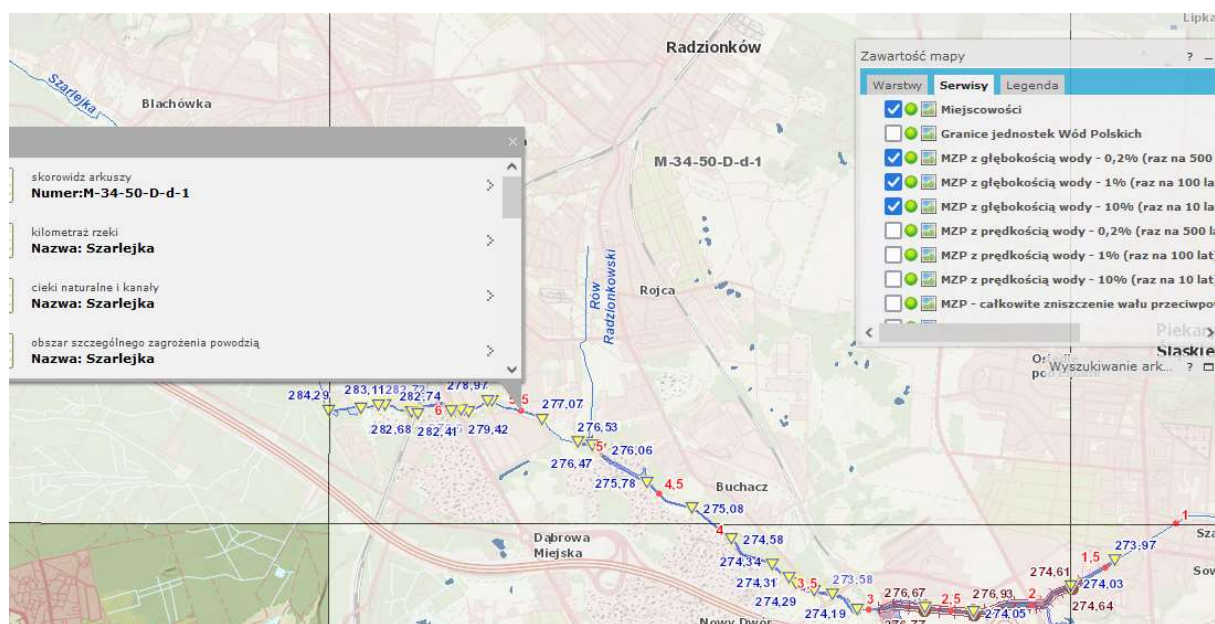 Lipka
Radzionków
Zawartość mapy ? –
Warstwy Serwisy Legenda
Szarlejka
Blachówka
Miejscowości
Granice jednostek Wód Polskich
MZP z głębokością wody - 0,2% (raz na 500
MZP z głębokością wody - 1% (raz na 100 la
MZP z głębokością wody - 10% (raz na 10 la
MZP z prędkością wody - 0,2% (raz na 500 l
MZP z prędkością wody - 1% (raz na 100 lat)
MZP z prędkością wody - 10% (raz na 10 lat
MZP - całkowite zniszczenie wału przeciwpo
M-34-50-D-d-1
skorowidz arkuszy
Numer:M-34-50-D-d-1
kilometraż rzeki
Nazwa: Szarlejka
cieki naturalne i kanały
Nazwa: Szarlejka
obszar szczególnego zagrożenia powodzią
Nazwa: Szarlejka
Rów
Radzionkowski
Rojca
Piekar
Śląskie
Wyszukiwanie ark... ?
284,29 283,11 282,74 278,97 5,5 277,07
282,68 282,41 6 279,42
276,53
276,47 5 276,06
275,78 4,5
Buchacz
275,08
4
1
Dąbrowa
Miejska
274,58
274,34
274,31 3,5 273,58
274,29
274,19 3 276,67 2,5 276,93 2
274,05
273,97
1,5
274,61 274,03
274,64
Sza
Sow
Nowy Dwór
276,77